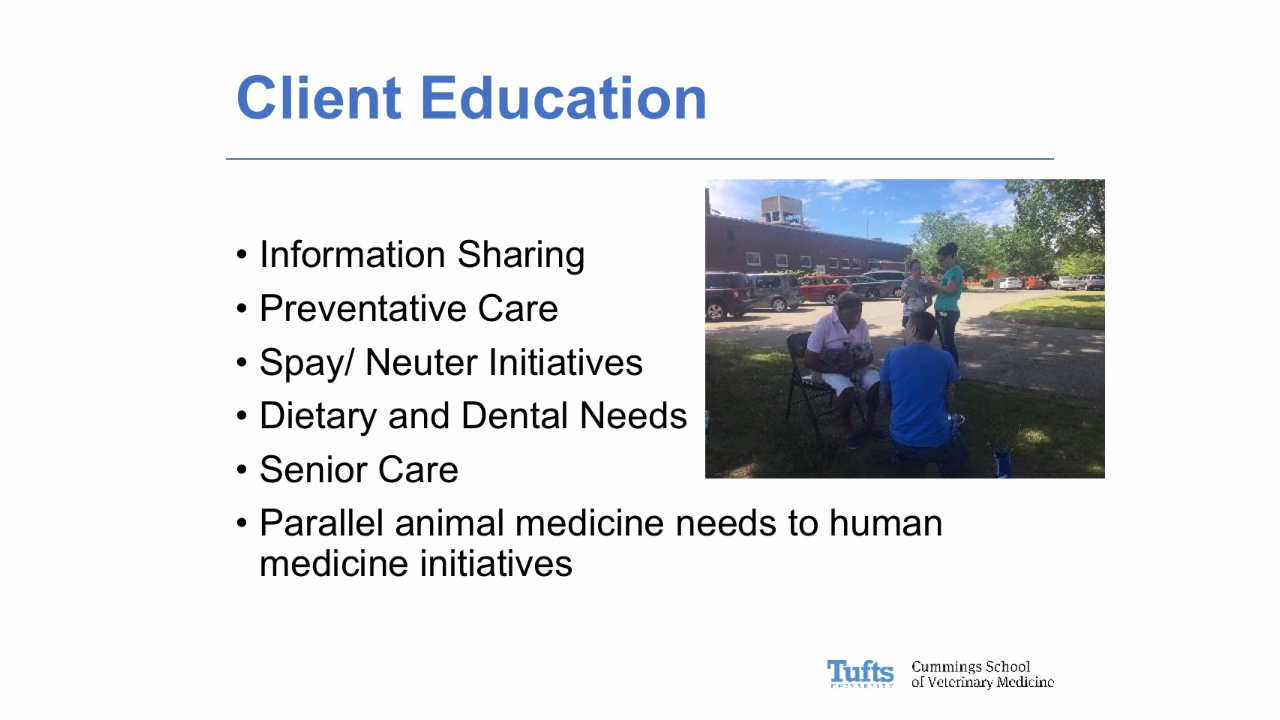 Client Education
• Information Sharing
• Preventative Care
• Spay/ Neuter Initiatives
• Dietary and Dental Needs
• Senior Care
• Parallel animal medicine needs to human
medicine initiatives
Tufts
UNIVERSITY
Cummings School
of Veterinary Medicine